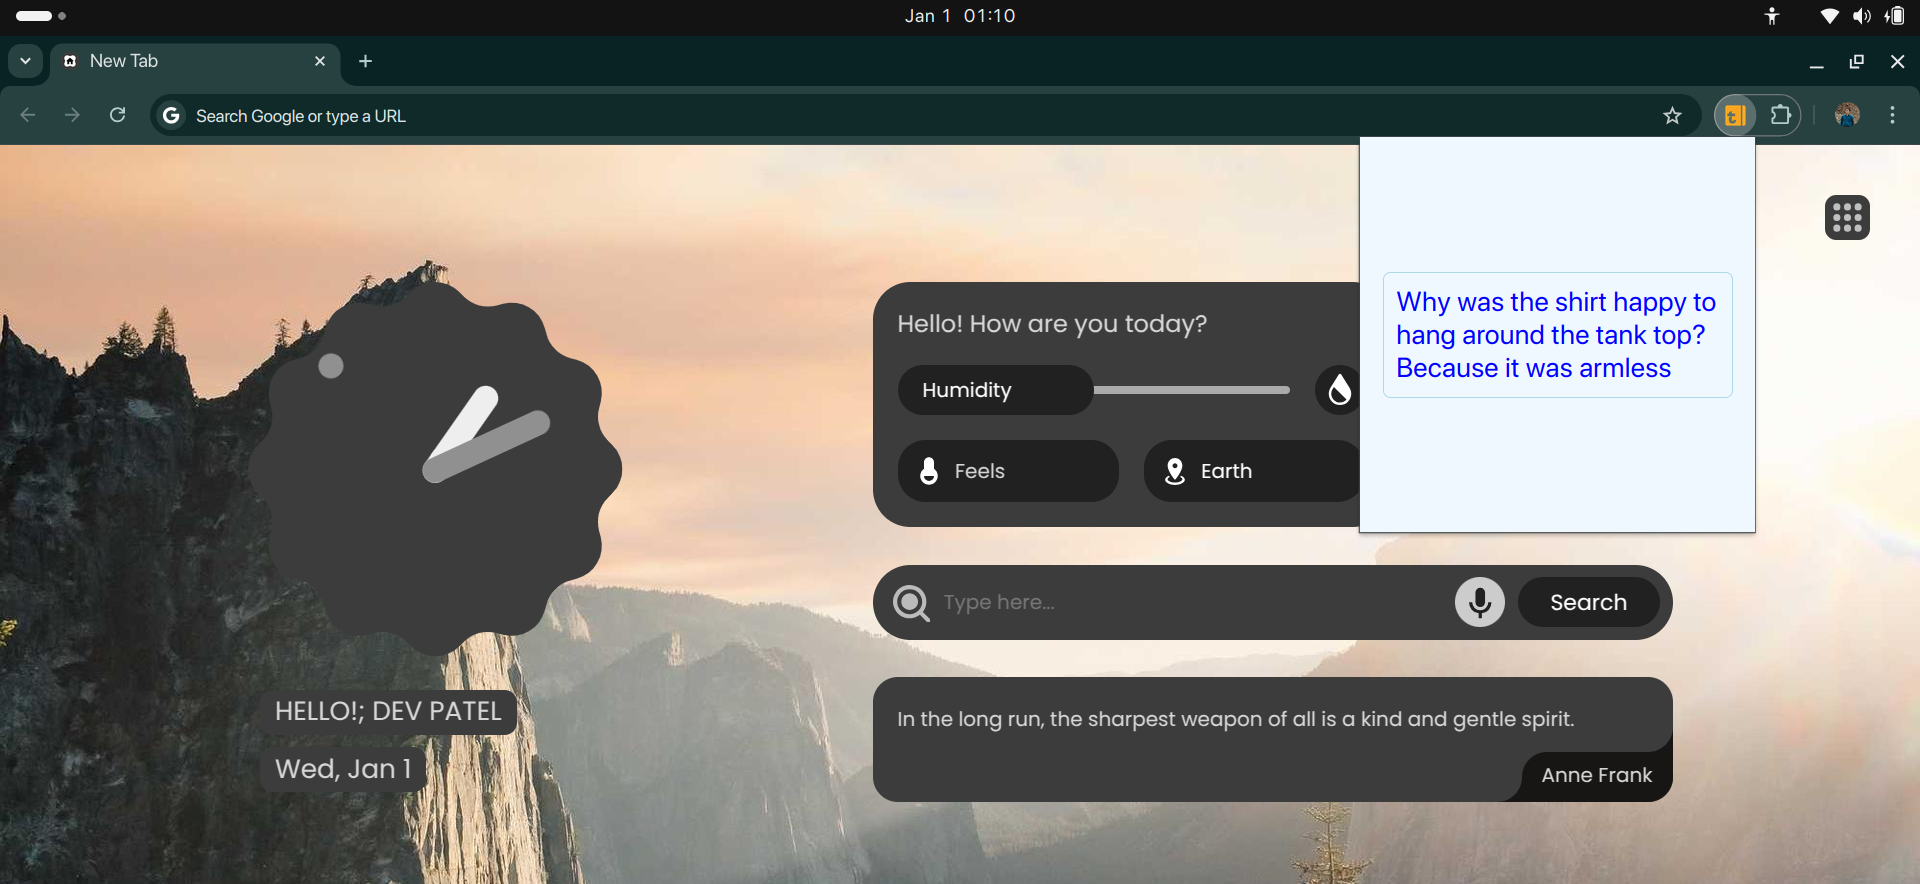 Jan 1 01:10
New Tab
Search Google or type a URL
Hello! How are you today?
Humidity
Feels
Earth
Why was the shirt happy to
hang around the tank top?
Because it was armless
Type here...
Search
HELLO!; DEV PATEL
Wed, Jan 1
In the long run, the sharpest weapon of all is a kind and gentle spirit.
Anne Frank